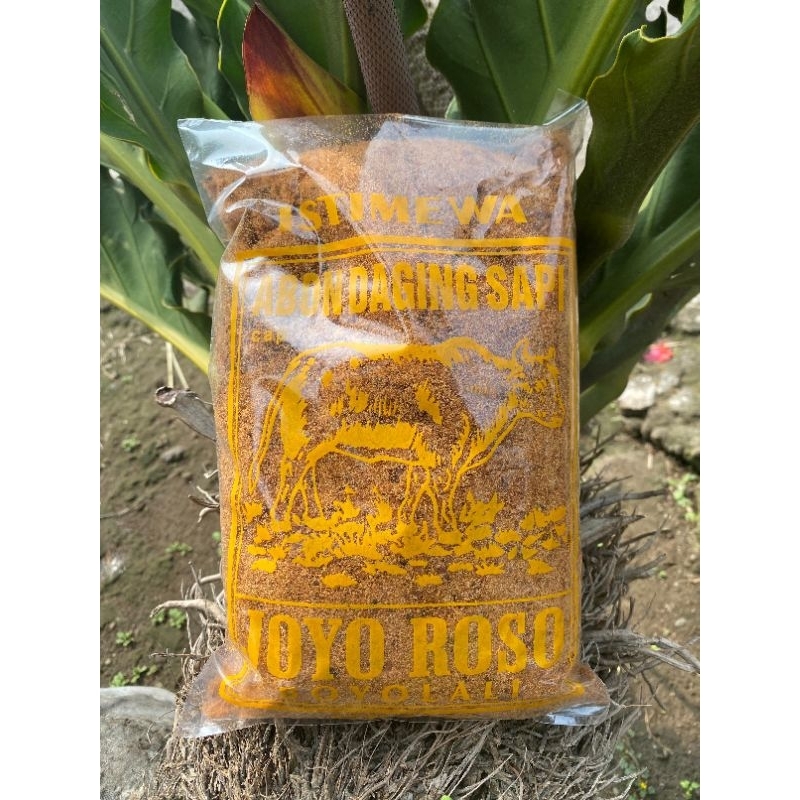 ISTIMEWA
ABON DAGING SAPI
JOYO ROSO
BOYOLALI